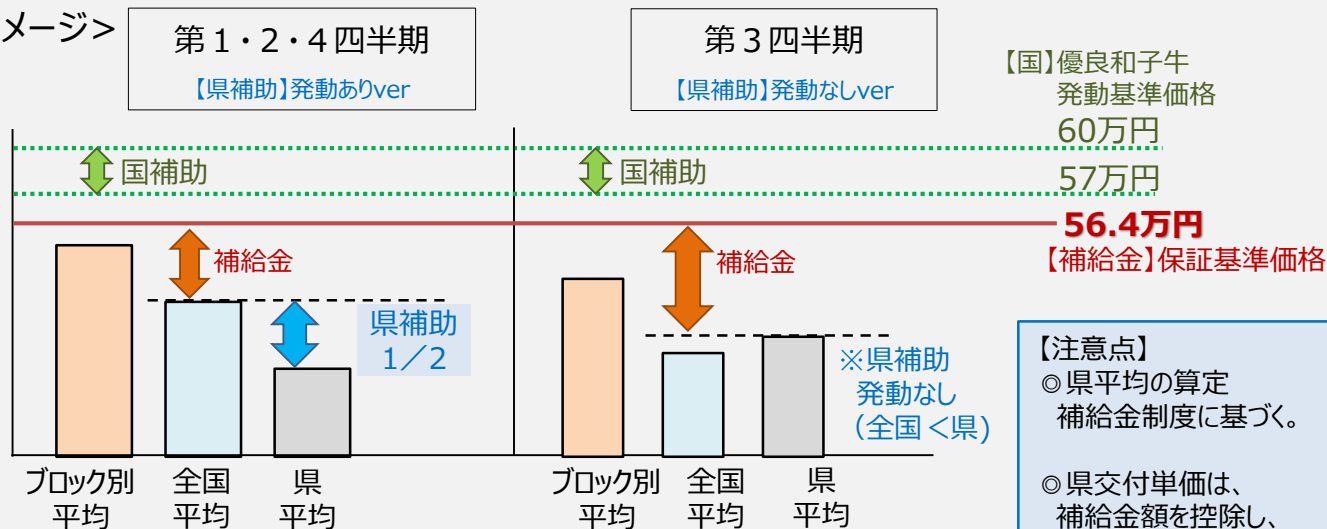 メージ>
第1・2・4四半期
【県補助】発動ありver
第3四半期
【県補助】発動なしver
【国】優良和子牛
発動基準価格
60万円
57万円
国補助
国補助
56.4万円
【補給金】保証基準価格
補給金
補給金
県補助
1/2
※県補助
発動なし
(全国<県)
ブロック別
平均
全国
平均
県
平均
ブロック別
平均
全国
平均
県
平均
【注意点】
◎県平均の算定
補給金制度に基づく。
◎県交付単価は、
補給金額を控除し、